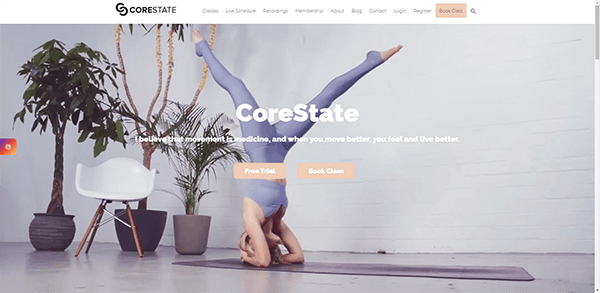 CORESTATE
Classes Live Schedule Recordings Membership About Blog Contact Login Register Book Class
CoreState
I believe that movement is medicine, and when you move better, you feel and live better.
Free Trial Book Class